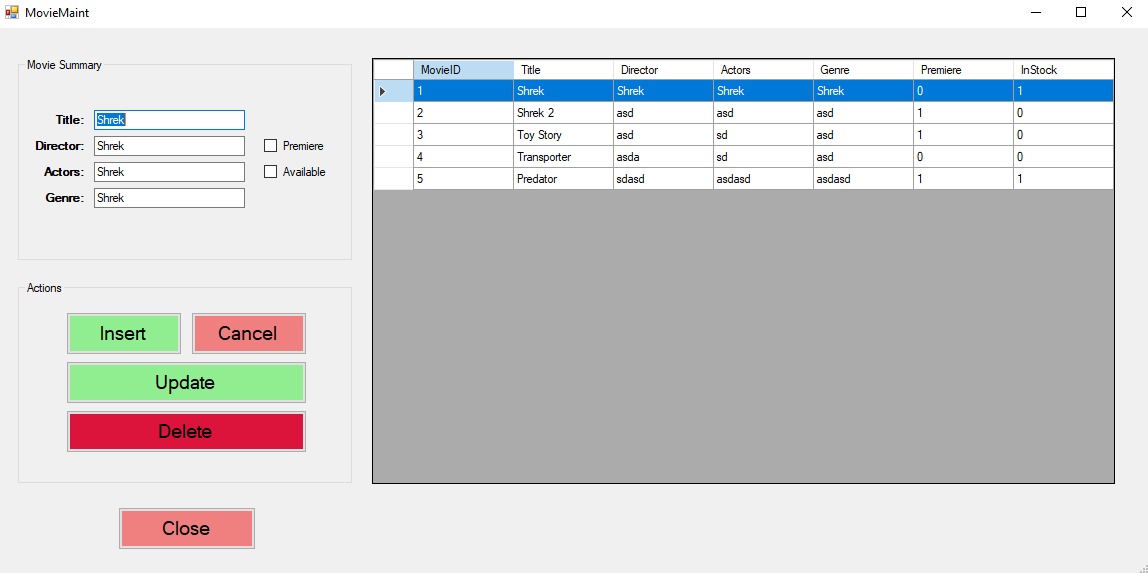 MovieMaint
Movie Summary
Title: Shrek
Director: Shrek Premiere
Actors: Shrek Available
Genre: Shrek
Actions
Insert Cancel
Update
Delete
Close
MovieID Title Director Actors Genre Premiere InStock
1 Shrek Shrek Shrek Shrek 0 1
2 Shrek 2 asd asd asd 1 0
3 Toy Story asd sd asd 1 0
4 Transporter asda sd asd 0 0
5 Predator sdasd asdasd asdasd 1 1